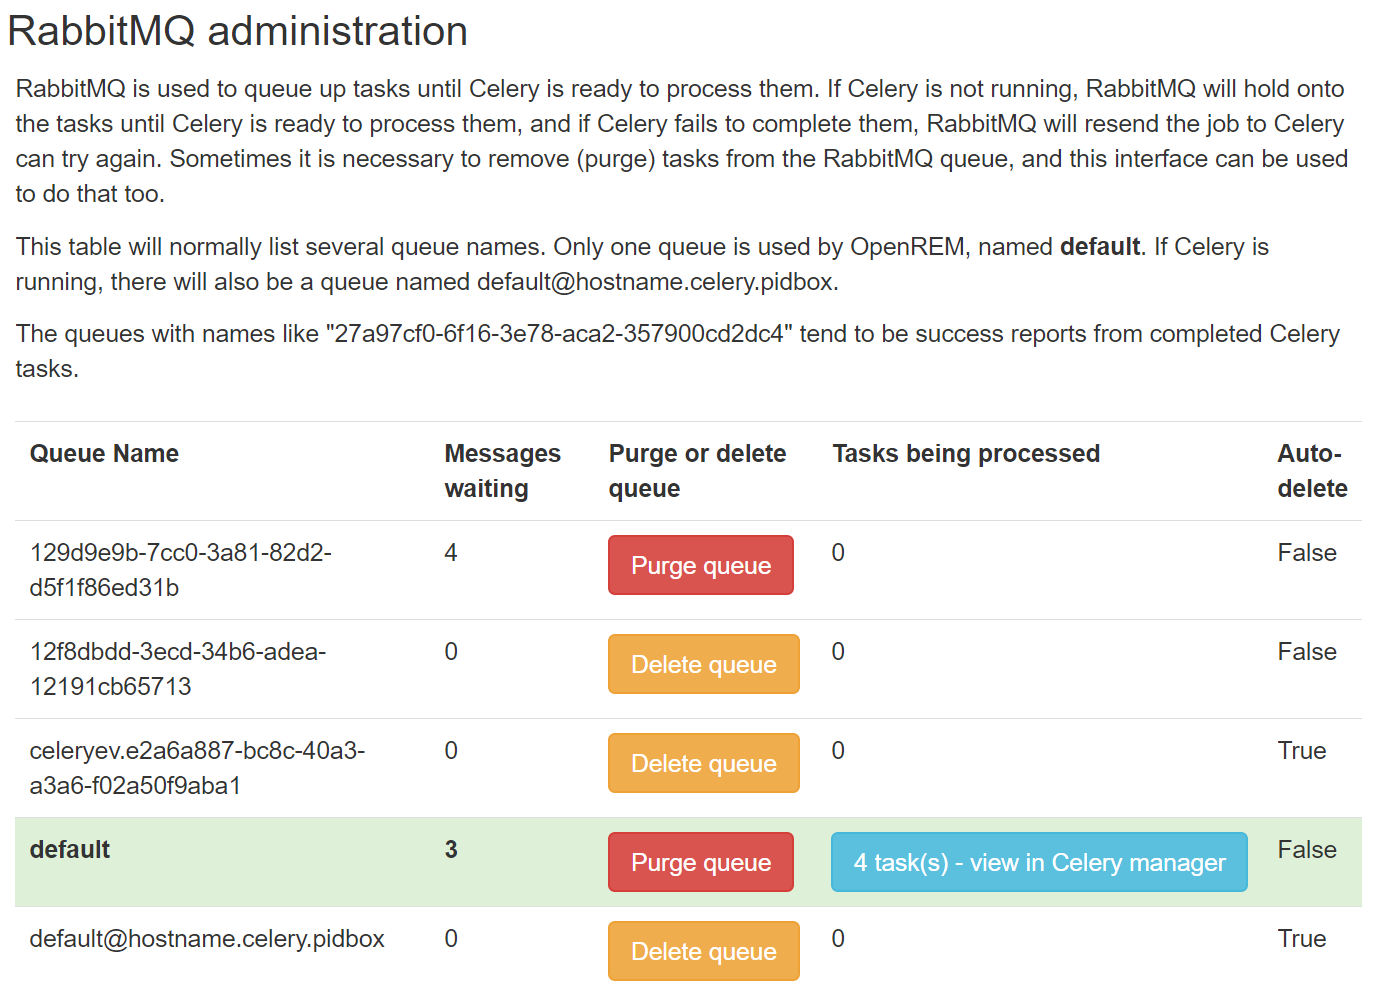 RabbitMQ administration
RabbitMQ is used to queue up tasks until Celery is ready to process them. If Celery is not running, RabbitMQ will hold onto
the tasks until Celery is ready to process them, and if Celery fails to complete them, RabbitMQ will resend the job to Celery
can try again. Sometimes it is necessary to remove (purge) tasks from the RabbitMQ queue, and this interface can be used
to do that too.
This table will normally list several queue names. Only one queue is used by OpenREM, named default. If Celery is
running, there will also be a queue named default@hostname.celery.pidbox.
The queues with names like "27a97cf0-6f16-3e78-aca2-357900cd2dc4" tend to be success reports from completed Celery
tasks.
Queue Name Messages waiting Purge or delete queue Tasks being processed Auto-delete
129d9e9b-7cc0-3a81-82d2-
d5f1f86ed31b 4 Purge queue 0 False
12f8dbdd-3ecd-34b6-adea-
12191cb65713 0 Delete queue 0 False
celeryev.e2a6a887-bc8c-40a3-
a3a6-f02a50f9aba1 0 Delete queue 0 True
default 3 Purge queue 4 task(s) - view in Celery manager False
default@hostname.celery.pidbox 0 Delete queue 0 True